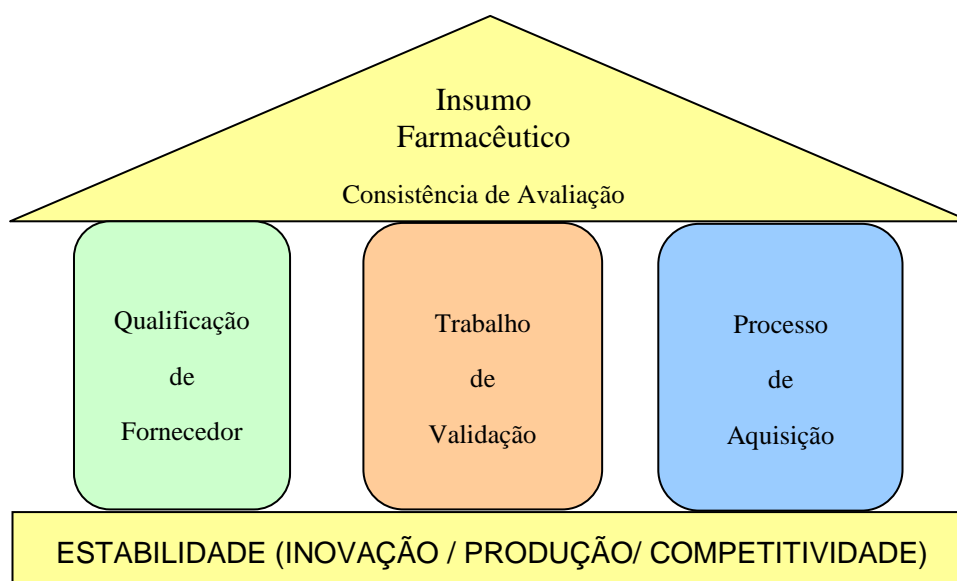 Insumo
Farmacêutico
Consistência de Avaliação
Qualificação
de
Fornecedor
Trabalho
de
Validação
Processo
de
Aquisição
ESTABILIDADE (INOVAÇÃO / PRODUÇÃO/ COMPETITIVIDADE)